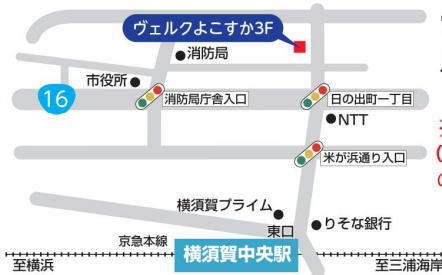 ヴェルクよこすか3F
消防局
市役所
16
消防局庁舎入口
日の出町一丁目
NTT
米が浜通り入口
横須賀プライム
東口
りそな銀行
京急本線
横須賀中央駅
至横浜
至三浦海岸